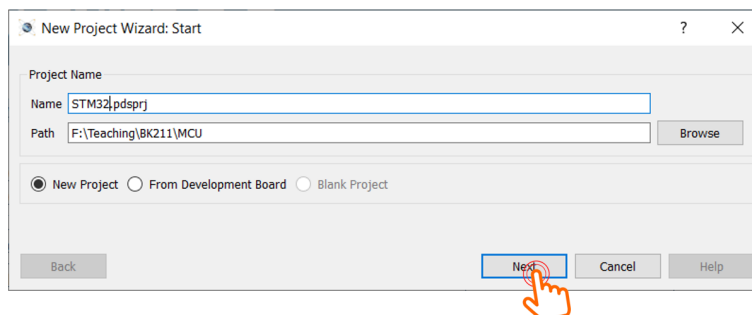 New Project Wizard: Start
? ×
Project Name
Name STM32.pdsprj
Path F:\Teaching\BK211\MCU Browse
New Project From Development Board Blank Project
Back Next Cancel Help